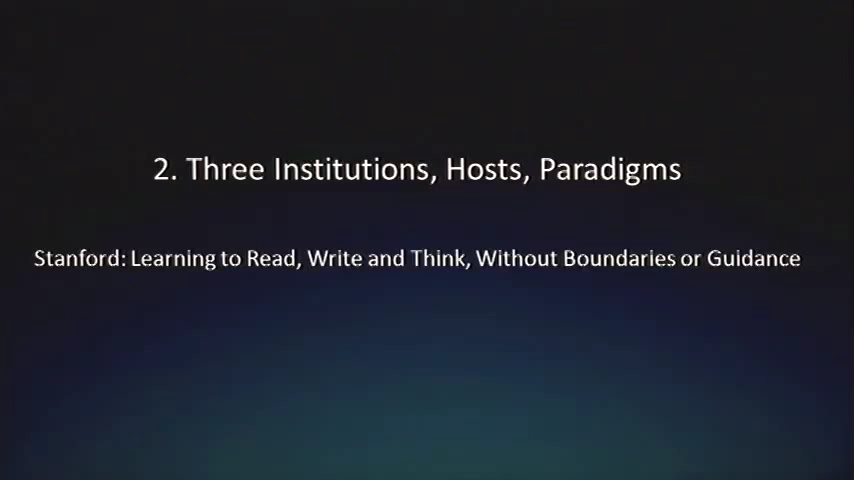 2. Three Institutions, Hosts, Paradigms
Stanford: Learning to Read, Write and Think, Without Boundaries or Guidance